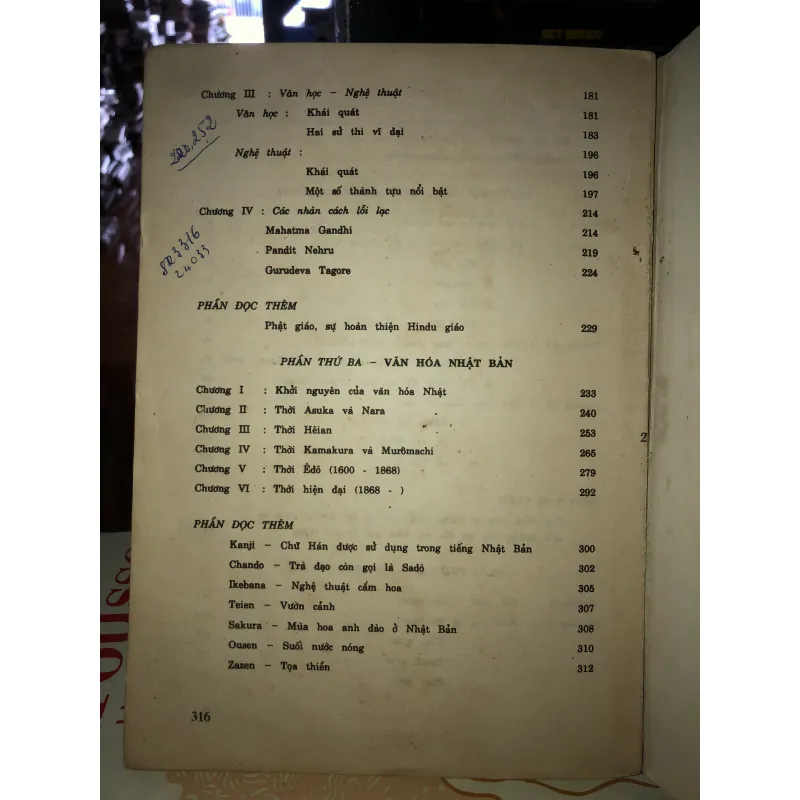 Chương III : Văn học - Nghệ thuật 181
Văn học : Khái quát 181
Hai sử thi vĩ đại 183
Nghệ thuật : 196
Khái quát 196
Một số thành tựu nổi bật 197
Chương IV : Các nhân cách lỗi lạc 214
Mahatma Gandhi 214
Pandit Nehru 219
Gurudeva Tagore 224
PHẦN ĐỌC THÊM
Phật giáo, sự hoàn thiện Hindu giáo 229
PHẦN THỨ BA - VĂN HÓA NHẬT BẢN
Chương I : Khởi nguyên của văn hóa Nhật 233
Chương II : Thời Asuka và Nara 240
Chương III : Thời Hêian 253
Chương IV : Thời Kamakura và Murômachi 265
Chương V : Thời Êđô (1600 - 1868) 279
Chương VI : Thời hiện đại (1868 - ) 292
PHẦN ĐỌC THÊM
Kanji - Chữ Hán được sử dụng trong tiếng Nhật Bản 300
Chando - Trà đạo còn gọi là Sadô 302
Ikebana - Nghệ thuật cắm hoa 305
Teien - Vườn cảnh 307
Sakura - Mùa hoa anh đào ở Nhật Bản 308
Ousen - Suối nước nóng 310
Zazen - Tọa thiền 312
316
2
24033